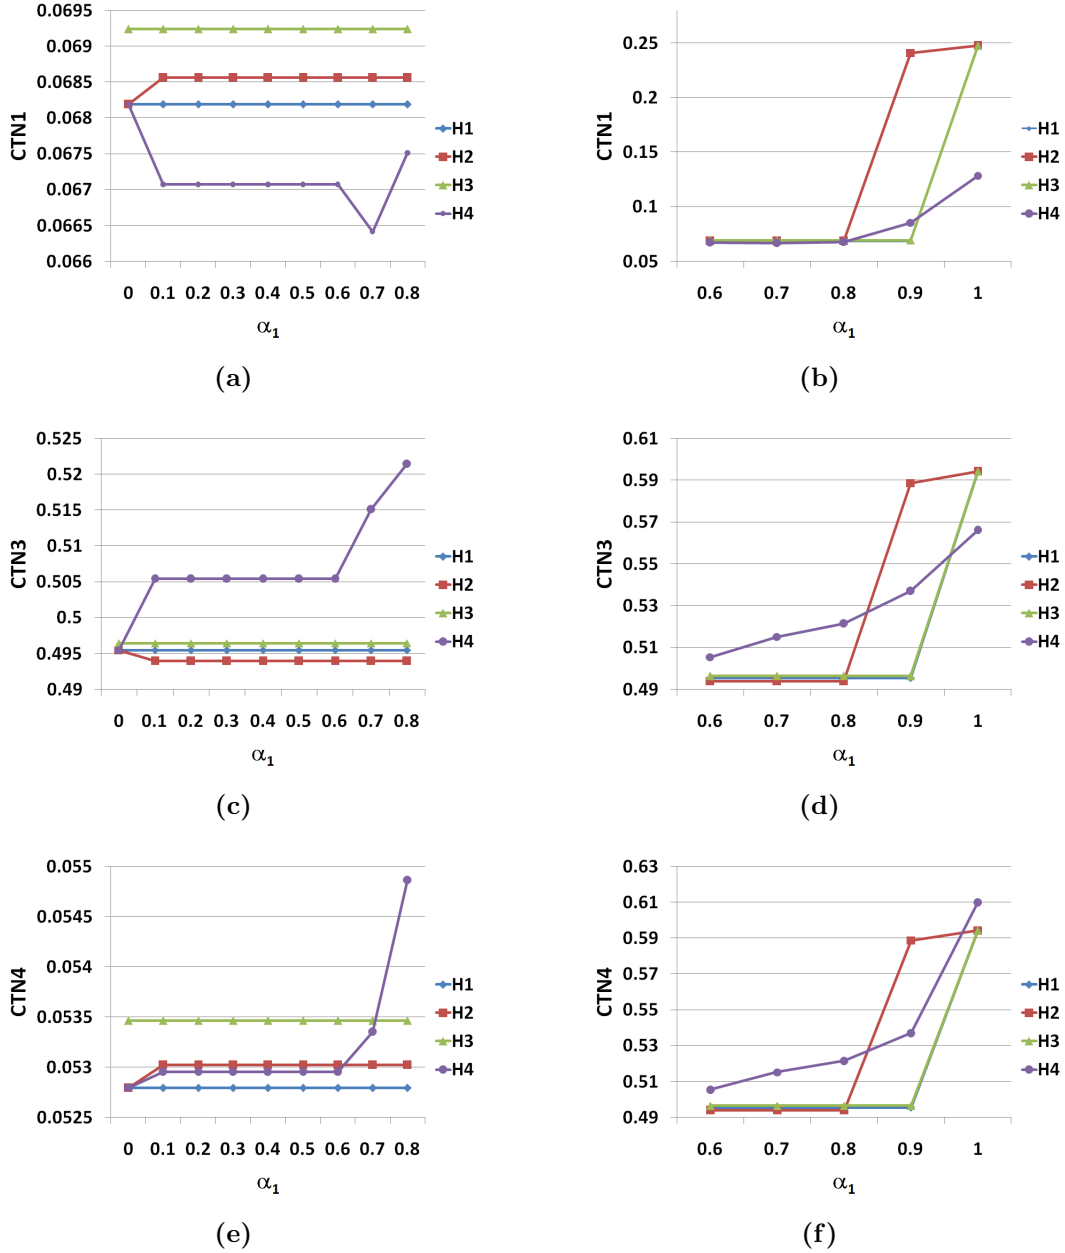 0.0695
0.069
0.0685
0.068
0.0675
0.067
0.0665
0.066
CTN1
0 0.1 0.2 0.3 0.4 0.5 0.6 0.7 0.8
α1
H1
H2
H3
H4
(a)
0.25
0.2
0.15
0.1
0.05
CTN1
0.6 0.7 0.8 0.9 1
α1
H1
H2
H3
H4
(b)
0.525
0.52
0.515
0.51
0.505
0.5
0.495
0.49
CTN3
0 0.1 0.2 0.3 0.4 0.5 0.6 0.7 0.8
α1
H1
H2
H3
H4
(c)
0.61
0.59
0.57
0.55
0.53
0.51
0.49
CTN3
0.6 0.7 0.8 0.9 1
α1
H1
H2
H3
H4
(d)
0.055
0.0545
0.054
0.0535
0.053
0.0525
CTN4
0 0.1 0.2 0.3 0.4 0.5 0.6 0.7 0.8
α1
H1
H2
H3
H4
(e)
0.63
0.61
0.59
0.57
0.55
0.53
0.51
0.49
CTN4
0.6 0.7 0.8 0.9 1
α1
H1
H2
H3
H4
(f)